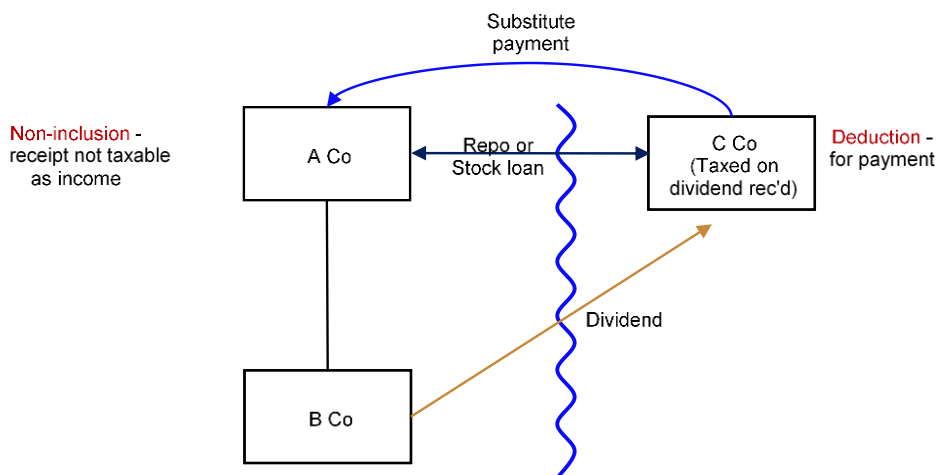 Substitute
payment
Non-inclusion -
receipt not taxable
as income
A Co
Repo or
Stock loan
C Co
(Taxed on
dividend rec'd)
Deduction -
for payment
Dividend
B Co